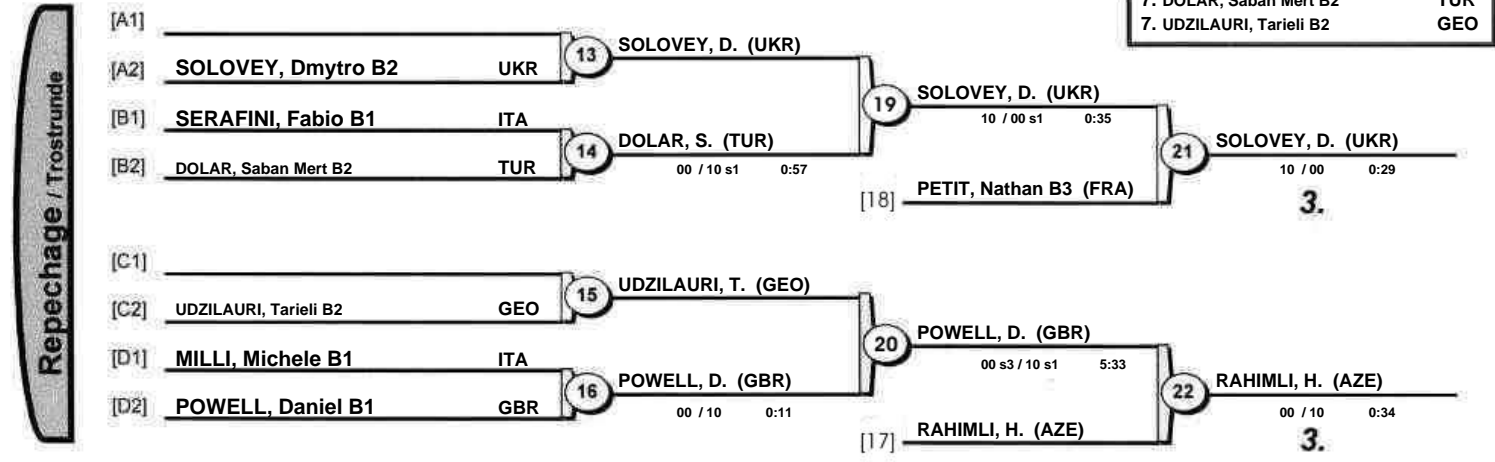 7. DOLAR, Saban Mert B2 TUR
7. UDZILAURI, Tarieli B2 GEO
Repechage / Trostrunde
[A1]
13 SOLOVEY, D. (UKR)
[A2] SOLOVEY, Dmytro B2 UKR
19 SOLOVEY, D. (UKR)
10 / 00 s1 0:35
[B1] SERAFINI, Fabio B1 ITA
14 DOLAR, S. (TUR)
00 / 10 s1 0:57
[B2] DOLAR, Saban Mert B2 TUR
21 SOLOVEY, D. (UKR)
10 / 00 0:29
3.
[18] PETIT, Nathan B3 (FRA)
[C1]
15 UDZILAURI, T. (GEO)
[C2] UDZILAURI, Tarieli B2 GEO
20 POWELL, D. (GBR)
00 s3 / 10 s1 5:33
[D1] MILLI, Michele B1 ITA
16 POWELL, D. (GBR)
00 / 10 0:11
[D2] POWELL, Daniel B1 GBR
22 RAHIMLI, H. (AZE)
00 / 10 0:34
3.
[17] RAHIMLI, H. (AZE)